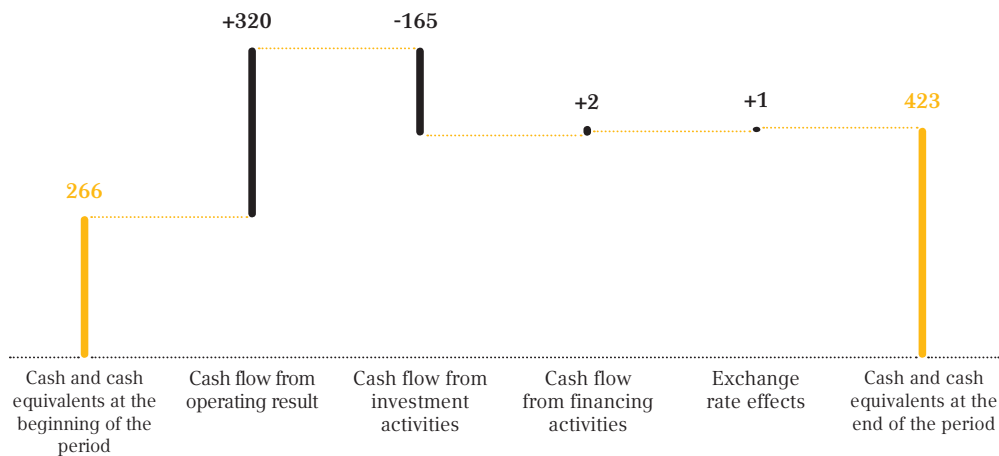 +320
-165
+2
+1
423
266
Cash and cash
equivalents at the
beginning of the
period
Cash flow from
operating result
Cash flow from
investment
activities
Cash flow
from financing
activities
Exchange
rate effects
Cash and cash
equivalents at the
end of the period